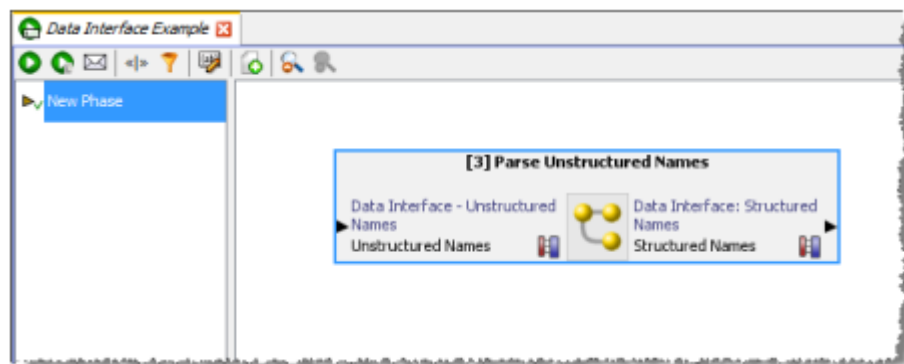 Data Interface Example
New Phase
[3] Parse Unstructured Names
Data Interface - Unstructured
Names
Unstructured Names
Data Interface: Structured
Names
Structured Names